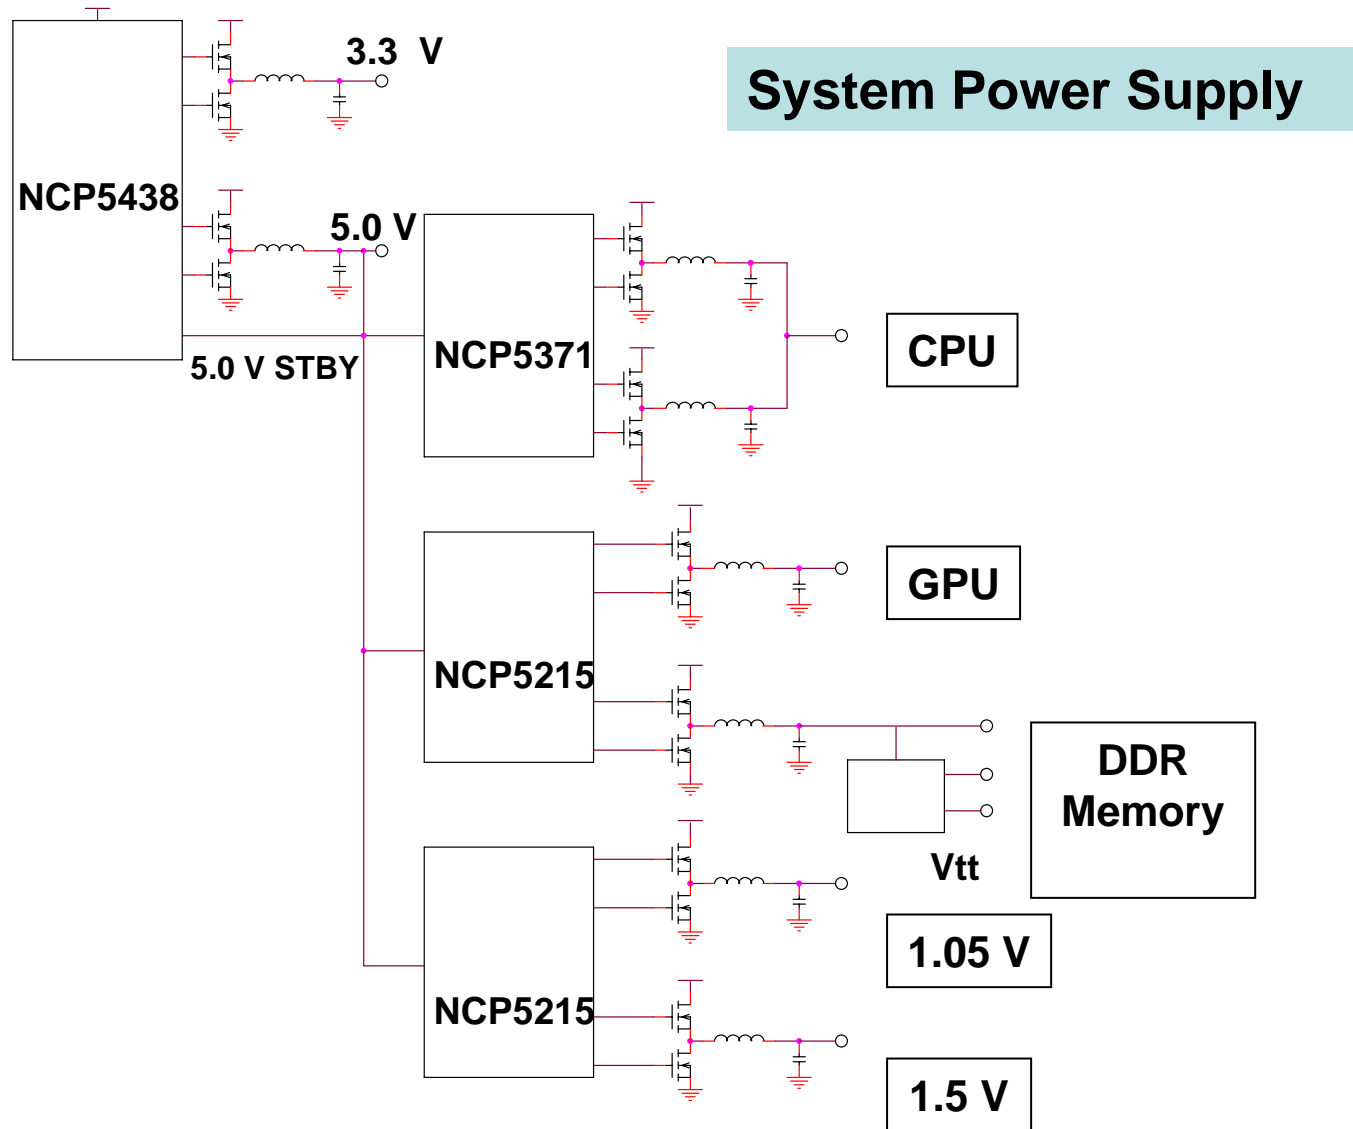 3.3 V
System Power Supply
NCP5438
5.0 V
5.0 V STBY
NCP5371
CPU
GPU
NCP5215
DDR
Memory
Vtt
1.05 V
NCP5215
1.5 V